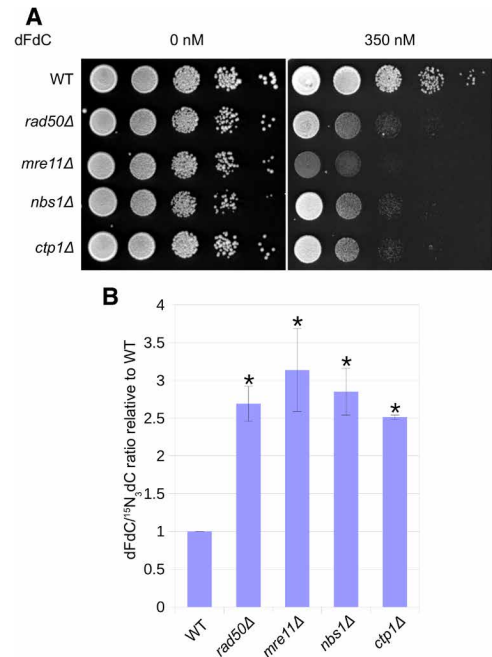 A
dFdC 0 nM 350 nM
WT
rad50Δ
mre11Δ
nbs1Δ
ctp1Δ
B
dFdC/¹⁵N₃dC ratio relative to WT
4
3.5
3
2.5
2
1.5
1
0.5
0
* * * *
WT rad50Δ mre11Δ nbs1Δ ctp1Δ